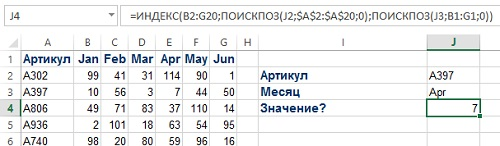 J4 =ИНДЕКС(B2:G20;ПОИСКПОЗ(J2;$A$2:$A$20;0);ПОИСКПОЗ(J3;B1:G1;0))
A B C D E F G H I J
1 Артикул Jan Feb Mar Apr May Jun
2 A302 99 41 31 114 90 1 Артикул A397
3 A397 10 56 3 7 44 50 Месяц Apr
4 A806 49 71 83 37 110 14 Значение? 7
5 A936 2 101 18 63 54 95
6 A740 98 20 80 59 96 16